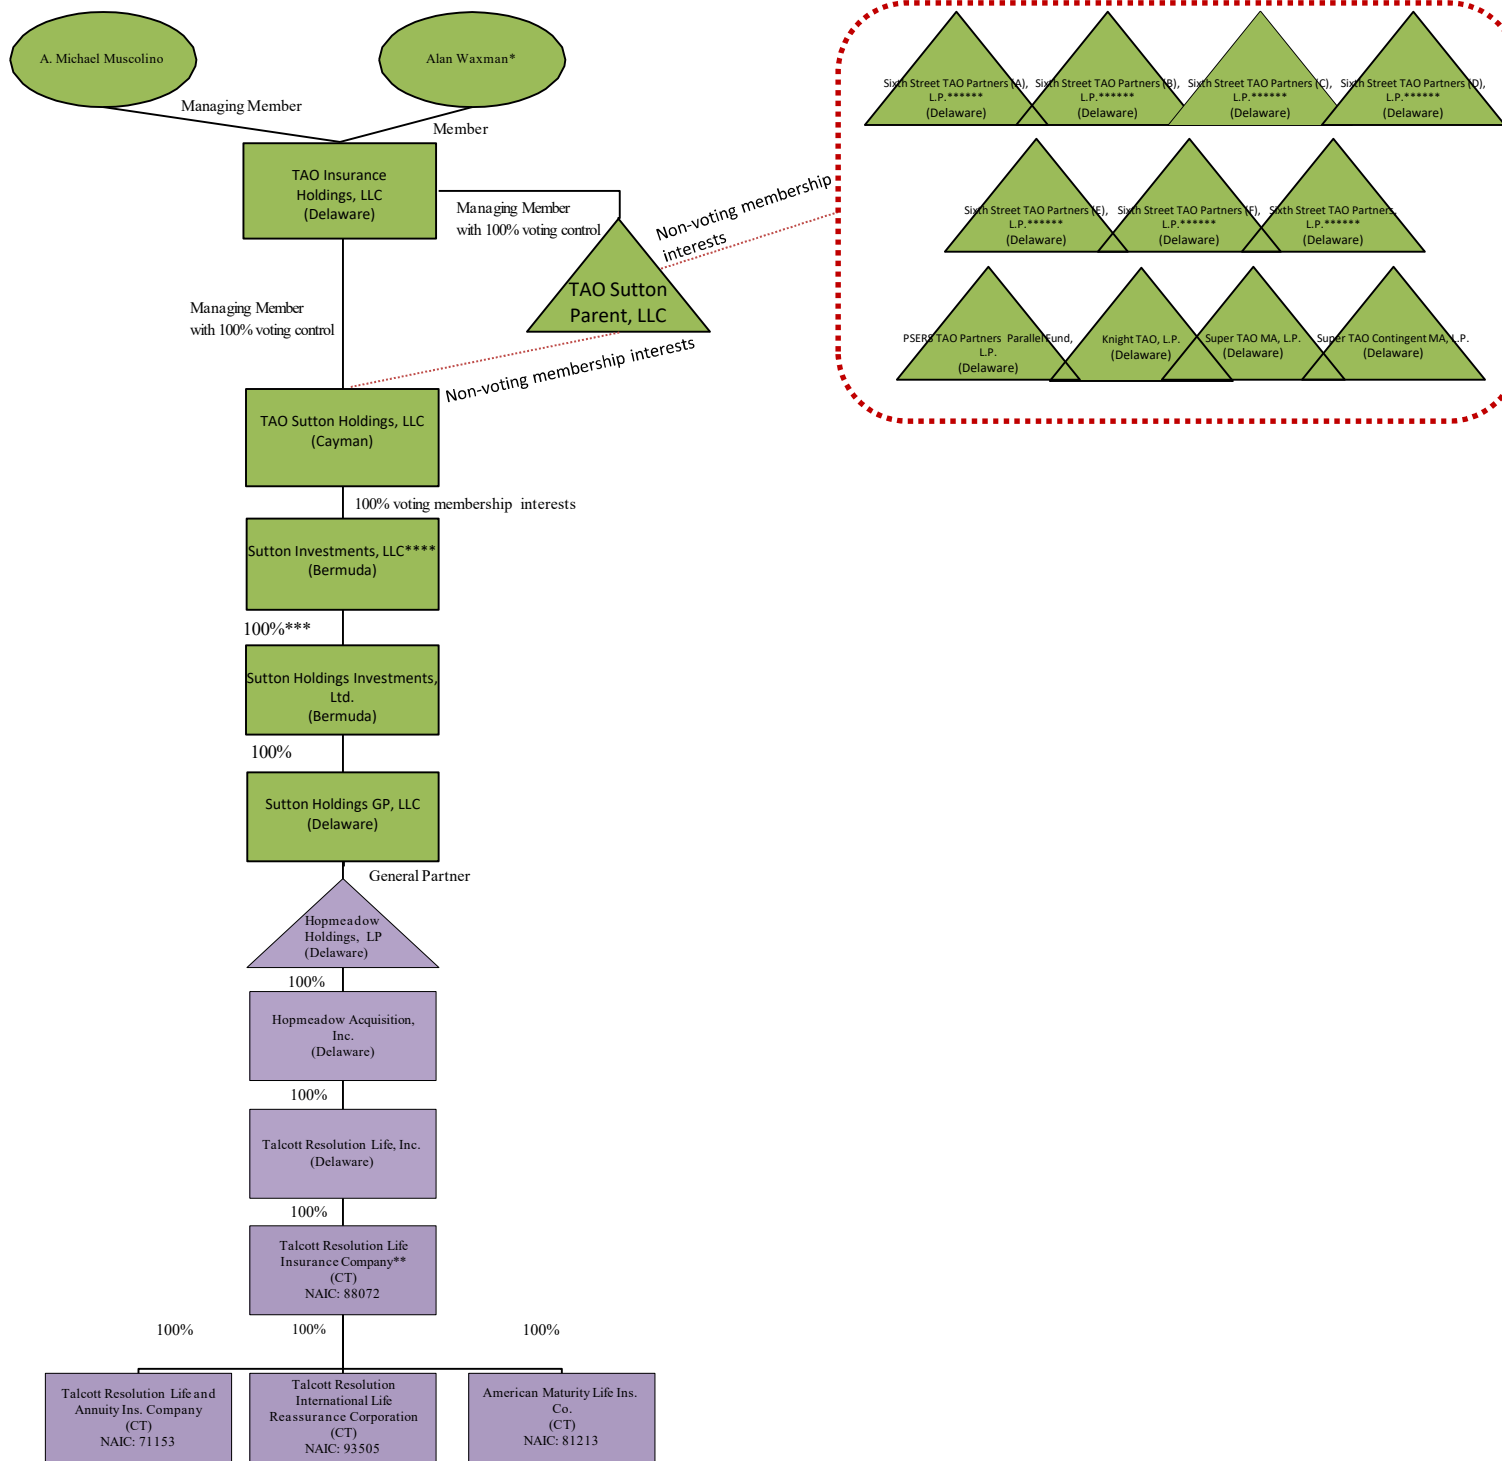 A. Michael Muscolino
Alan Waxman*
Managing Member
Member
TAO Insurance
Holdings, LLC
(Delaware)
Managing Member
with 100% voting control
TAO Sutton
Parent, LLC
Non-voting membership
interests
Sixth Street TAO Partners (A),
L.P.******
(Delaware)
Sixth Street TAO Partners (B),
L.P.******
(Delaware)
Sixth Street TAO Partners (C),
L.P.******
(Delaware)
Sixth Street TAO Partners (D),
L.P.******
(Delaware)
Sixth Street TAO Partners (E),
L.P.******
(Delaware)
Sixth Street TAO Partners (F),
L.P.******
(Delaware)
Sixth Street TAO Partners,
L.P.******
(Delaware)
PSERS TAO Partners Parallel Fund,
L.P.
(Delaware)
Knight TAO, L.P.
(Delaware)
Super TAO MA, L.P.
(Delaware)
Super TAO Contingent MA, L.P.
(Delaware)
Managing Member
with 100% voting control
Non-voting membership interests
TAO Sutton Holdings, LLC
(Cayman)
100% voting membership interests
Sutton Investments, LLC****
(Bermuda)
100%***
Sutton Holdings Investments,
Ltd.
(Bermuda)
100%
Sutton Holdings GP, LLC
(Delaware)
General Partner
Hopmeadow
Holdings, LP
(Delaware)
100%
Hopmeadow Acquisition,
Inc.
(Delaware)
100%
Talcott Resolution Life, Inc.
(Delaware)
100%
Talcott Resolution Life
Insurance Company**
(CT)
NAIC: 88072
100%
100%
100%
Talcott Resolution Life and
Annuity Ins. Company
(CT)
NAIC: 71153
Talcott Resolution
International Life
Reassurance Corporation
(CT)
NAIC: 93505
American Maturity Life Ins.
Co.
(CT)
NAIC: 81213